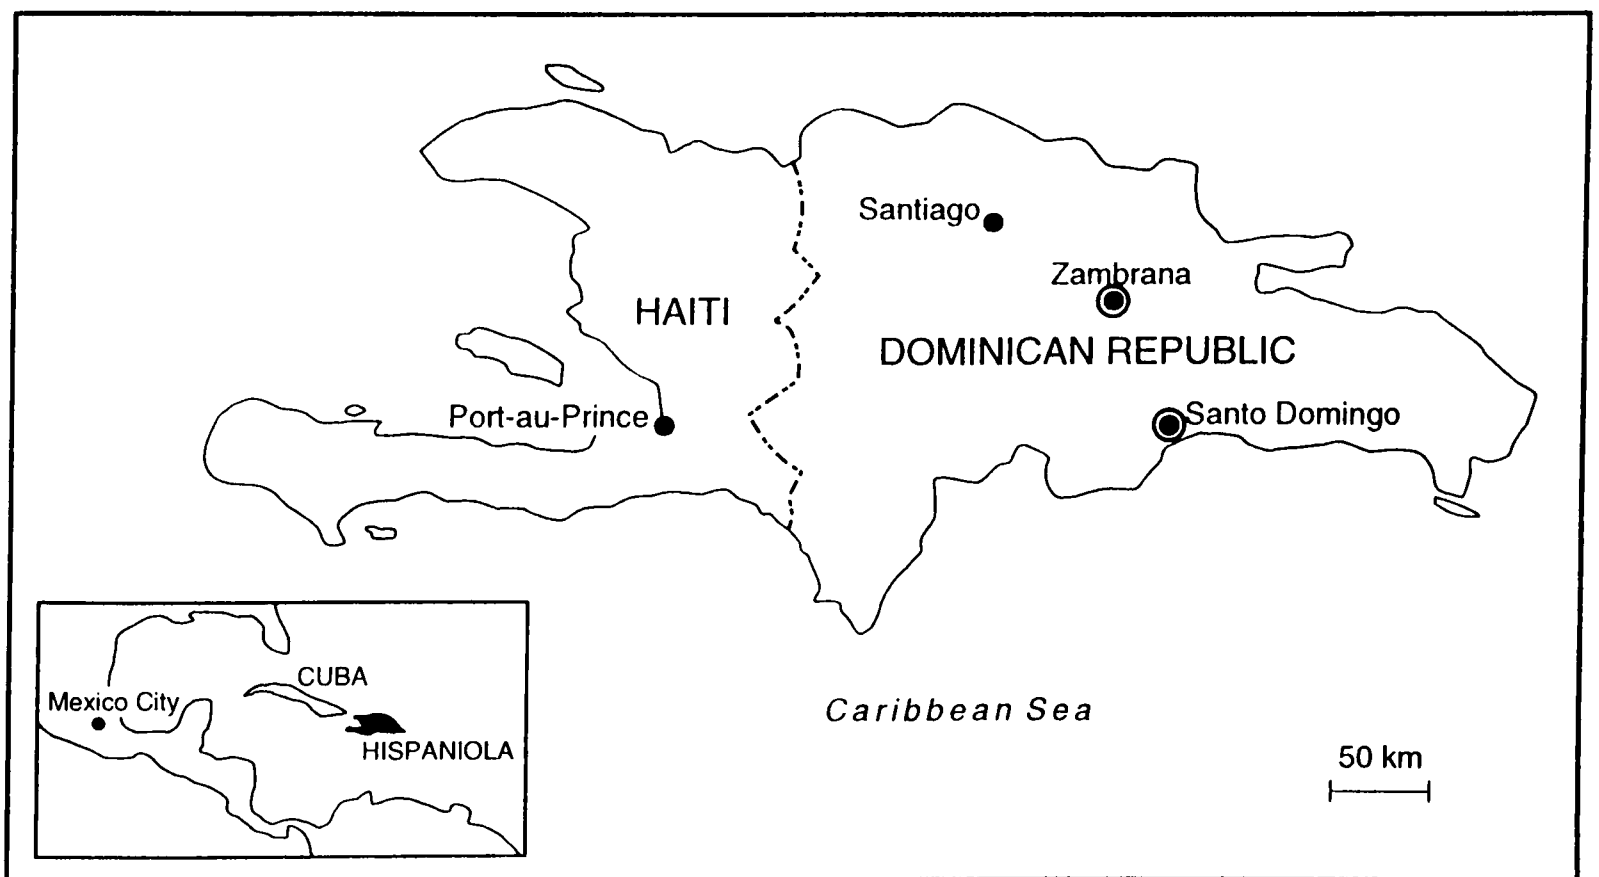 Santiago
Zambrana
HAITI
DOMINICAN REPUBLIC
Port-au-Prince
Santo Domingo
CUBA
Mexico City
HISPANIOLA
Caribbean Sea
50 km